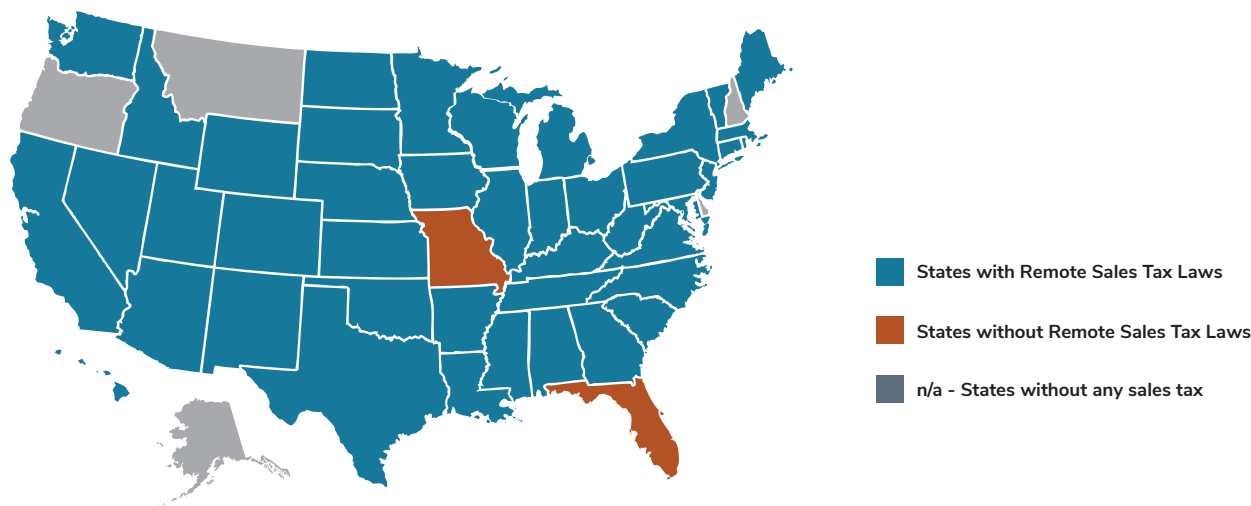 States with Remote Sales Tax Laws
States without Remote Sales Tax Laws
n/a - States without any sales tax